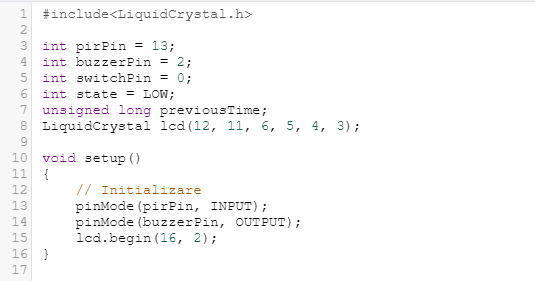 1 #include<LiquidCrystal.h>
2
3 int pirPin = 13;
4 int buzzerPin = 2;
5 int switchPin = 0;
6 int state = LOW;
7 unsigned long previousTime;
8 LiquidCrystal lcd(12, 11, 6, 5, 4, 3);
9
10 void setup()
11 {
12     // Initializare
13     pinMode(pirPin, INPUT);
14     pinMode(buzzerPin, OUTPUT);
15     lcd.begin(16, 2);
16 }
17